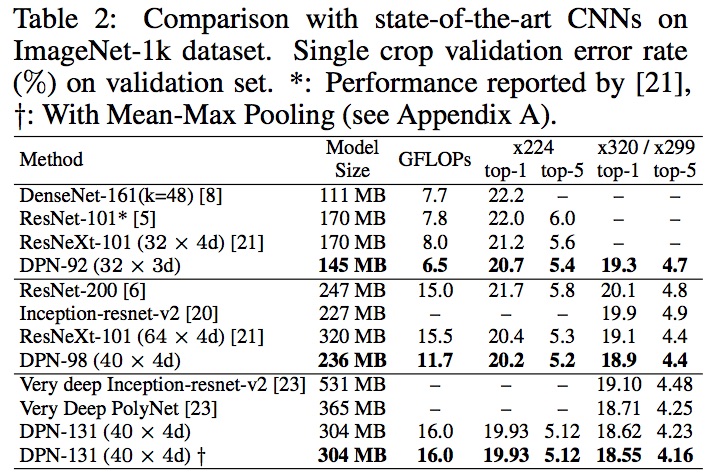 Table 2: Comparison with state-of-the-art CNNs on
ImageNet-1k dataset. Single crop validation error rate
(%) on validation set. *: Performance reported by [21],
†: With Mean-Max Pooling (see Appendix A).
Method Model Size GFLOPs x224 top-1 top-5 x320 / x299 top-1 top-5
DenseNet-161(k=48) [8] 111 MB 7.7 22.2 – – –
ResNet-101* [5] 170 MB 7.8 22.0 6.0 – –
ResNeXt-101 (32 × 4d) [21] 170 MB 8.0 21.2 5.6 – –
DPN-92 (32 × 3d) 145 MB 6.5 20.7 5.4 19.3 4.7
ResNet-200 [6] 247 MB 15.0 21.7 5.8 20.1 4.8
Inception-resnet-v2 [20] 227 MB – – – 19.9 4.9
ResNeXt-101 (64 × 4d) [21] 320 MB 15.5 20.4 5.3 19.1 4.4
DPN-98 (40 × 4d) 236 MB 11.7 20.2 5.2 18.9 4.4
Very deep Inception-resnet-v2 [23] 531 MB – – – 19.10 4.48
Very Deep PolyNet [23] 365 MB – – – 18.71 4.25
DPN-131 (40 × 4d) 304 MB 16.0 19.93 5.12 18.62 4.23
DPN-131 (40 × 4d) † 304 MB 16.0 19.93 5.12 18.55 4.16